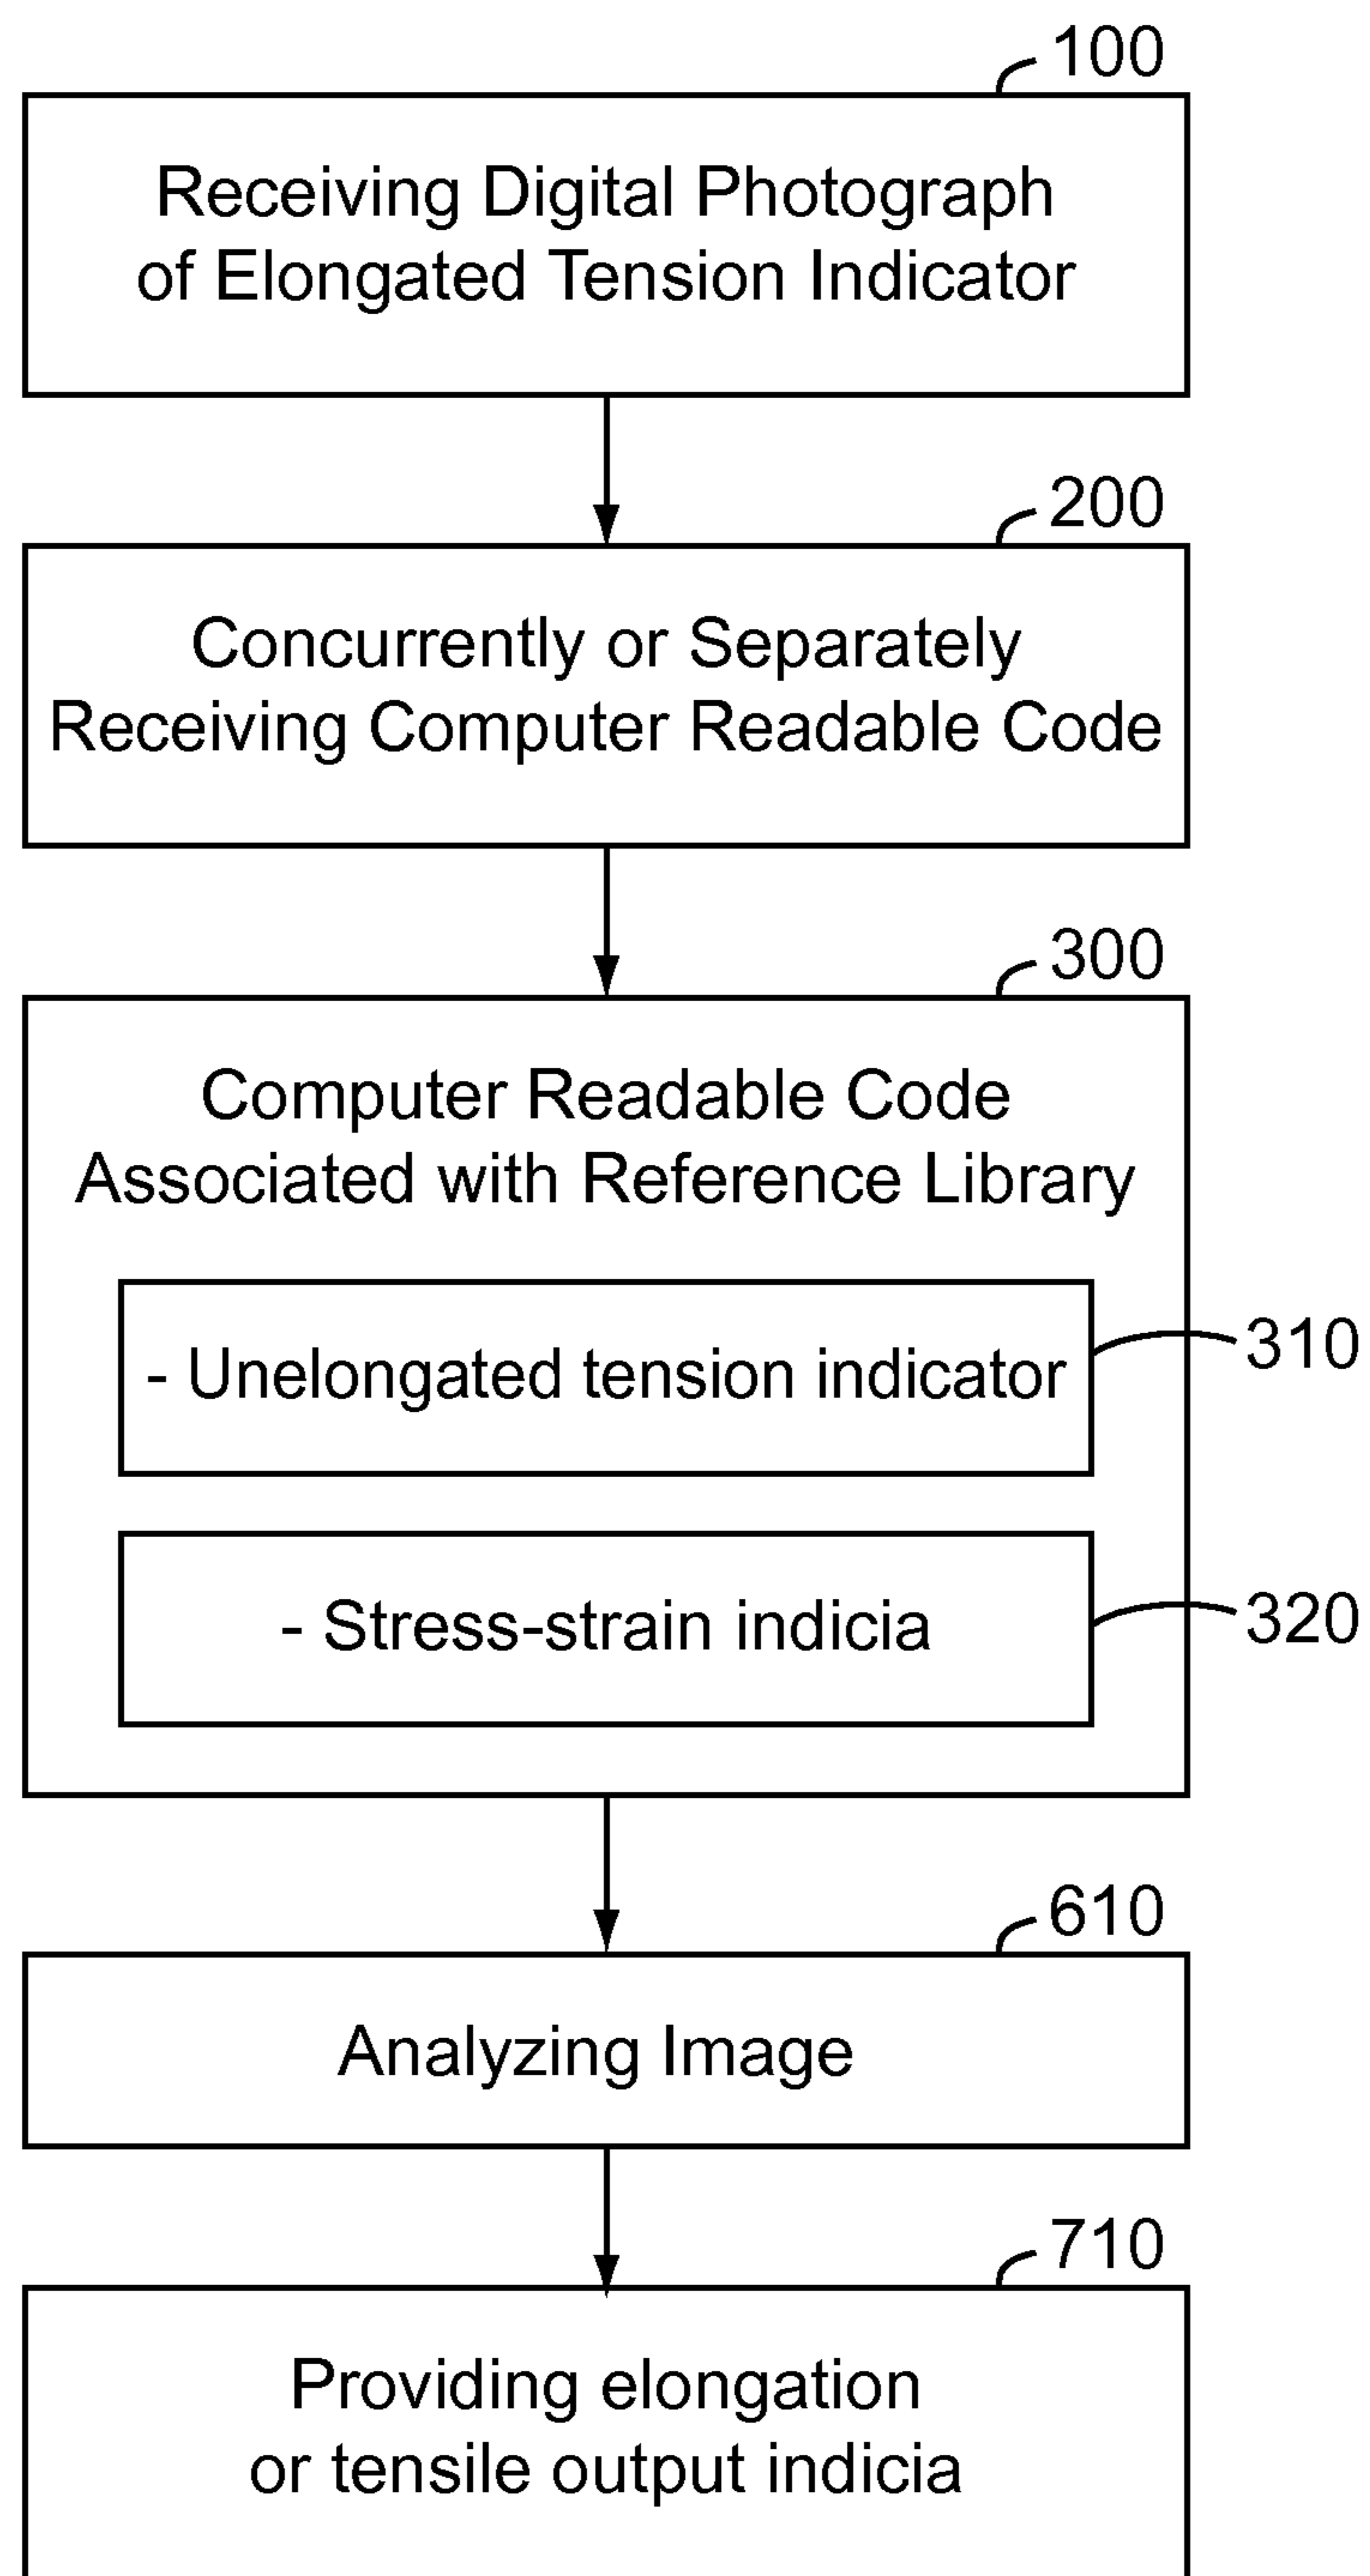 100
Receiving Digital Photograph
of Elongated Tension Indicator
200
Concurrently or Separately
Receiving Computer Readable Code
300
Computer Readable Code
Associated with Reference Library
- Unelongated tension indicator
310
- Stress-strain indicia
320
610
Analyzing Image
710
Providing elongation
or tensile output indicia